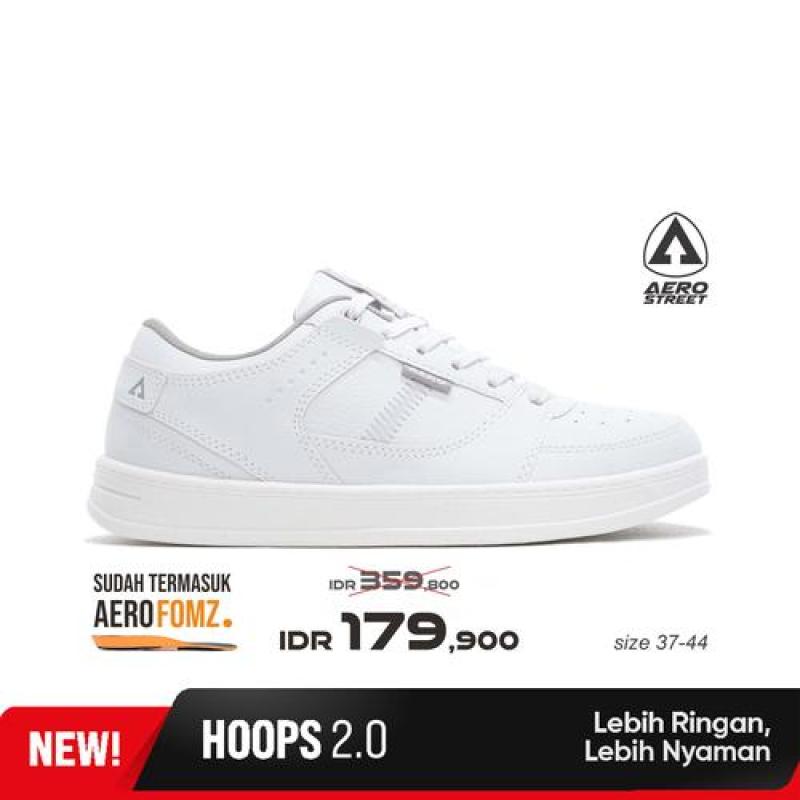 AERO
STREET
SUDAH TERMASUK
AEROFOMZ.
IDR 359,800
IDR 179,900
size 37-44
NEW!
HOOPS 2.0
Lebih Ringan,
Lebih Nyaman